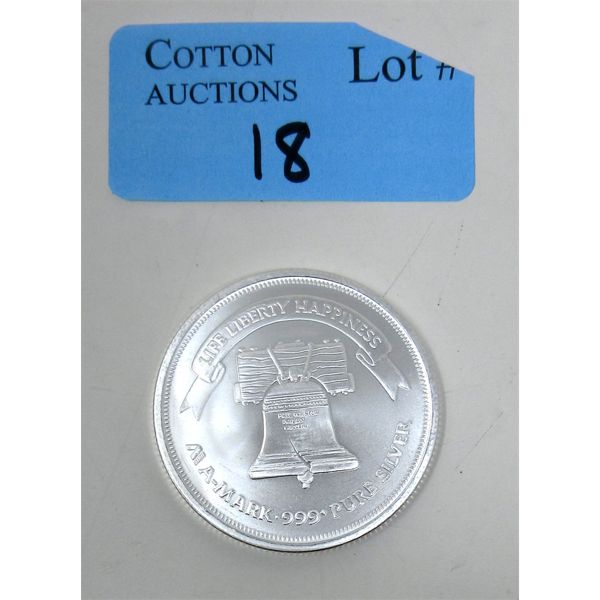 COTTON
AUCTIONS
Lot #
18
LIFE LIBERTY HAPPINESS
A-MARK · 999+ PURE SILVER